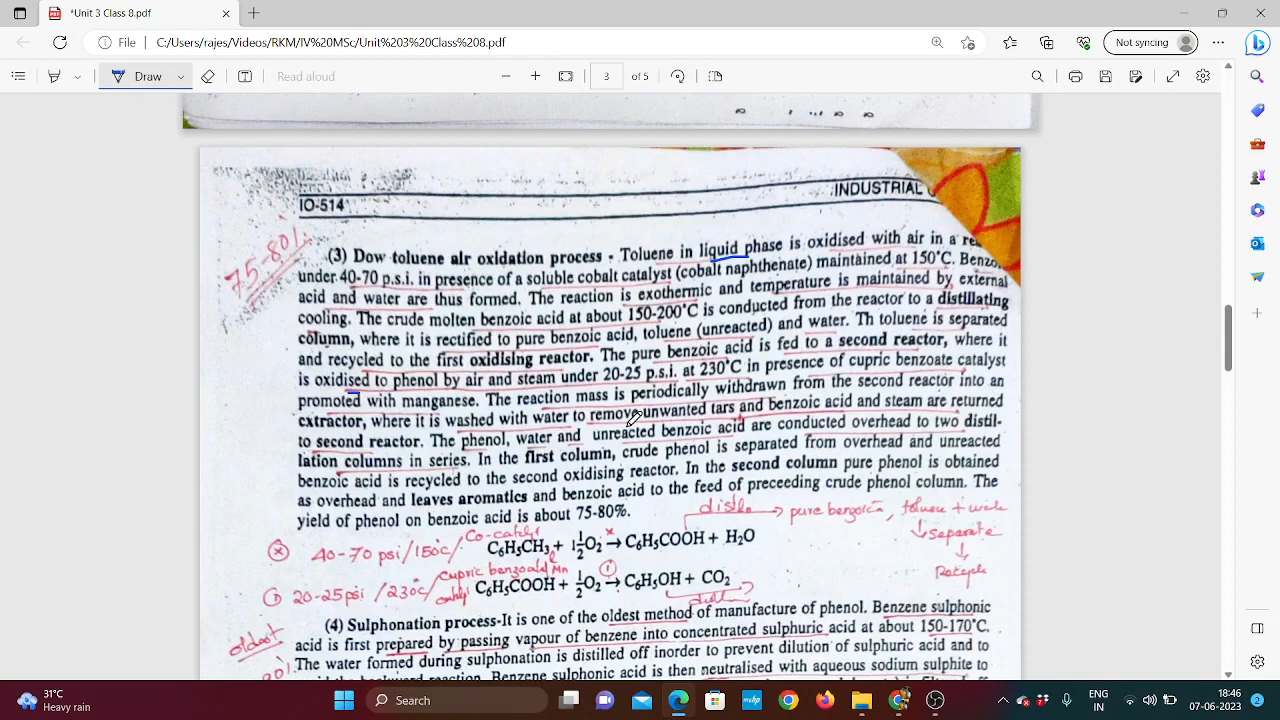 *Unit 3 Class 8.pdf
File C:/Users/rajes/Videos/RKM/IV%20MSc/Unit%203%20Class%209.pdf Not syncing
Draw Read aloud 3 of 5
IO-514 INDUSTRIAL
75-80%
(3) Dow toluene air oxidation process - Toluene in liquid phase is oxidised with air in a
under 40-70 p.s.i. in presence of a soluble cobalt catalyst (cobalt naphthenate) maintained at 150°C. Benzo
acid and water are thus formed. The reaction is exothermic and temperature is maintained by external
cooling. The crude molten benzoic acid at about 150-200°C is conducted from the reactor to a distillating
column, where it is rectified to pure benzoic acid, toluene (unreacted) and water. Th toluene is separated
and recycled to the first oxidising reactor. The pure benzoic acid is fed to a second reactor, where it
is oxidised to phenol by air and steam under 20-25 p.s.i. at 230°C in presence of cupric benzoate catalyst
promoted with manganese. The reaction mass is periodically withdrawn from the second reactor into an
extractor, where it is washed with water to remove unwanted tars and benzoic acid and steam are returned
to second reactor. The phenol, water and unreacted benzoic acid are conducted overhead to two distil-
lation columns in series. In the first column, crude phenol is separated from overhead and unreacted
benzoic acid is recycled to the second oxidising reactor. In the second column pure phenol is obtained
as overhead and leaves aromatics and benzoic acid to the feed of preceeding crude phenol column. The
yield of phenol on benzoic acid is about 75-80%.
distln → pure benzoic a, toluene + water
↓ separate
↓
Recycle
(x) 40-70 psi/150°C/ Co-catalyst
C₆H₅CH₃ + 1½O₂ →ˣ C₆H₅COOH + H₂O
(1) 20-25psi /230°C/ Cupric benzoate/Mn
C₆H₅COOH + ½O₂ → C₆H₅OH + CO₂
(4) Sulphonation process-It is one of the oldest method of manufacture of phenol. Benzene sulphonic
oldest
acid is first prepared by passing vapour of benzene into concentrated sulphuric acid at about 150-170°C.
The water formed during sulphonation is distilled off inorder to prevent dilution of sulphuric acid and to
Benzene sulphonic acid is then neutralised with aqueous sodium sulphite to
31°C
Heavy rain
Search
ENG
IN
18:46
07-06-2023